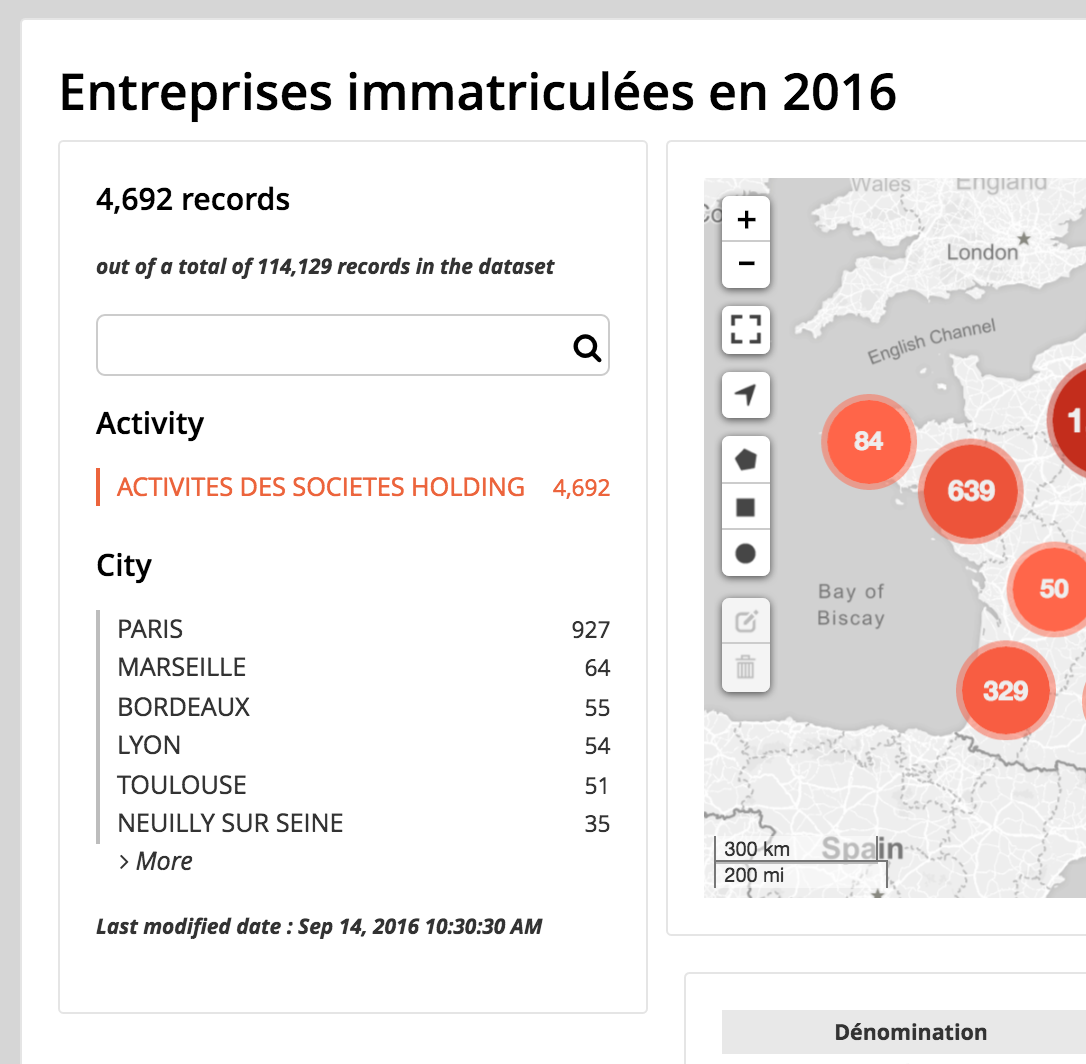 Entreprises immatriculées en 2016
4,692 records
out of a total of 114,129 records in the dataset
Activity
ACTIVITES DES SOCIETES HOLDING 4,692
City
PARIS 927
MARSEILLE 64
BORDEAUX 55
LYON 54
TOULOUSE 51
NEUILLY SUR SEINE 35
> More
Last modified date : Sep 14, 2016 10:30:30 AM
Wales England
+
−
London
English Channel
84
639
50
Bay of
Biscay
329
300 km
Spain
200 mi
Dénomination